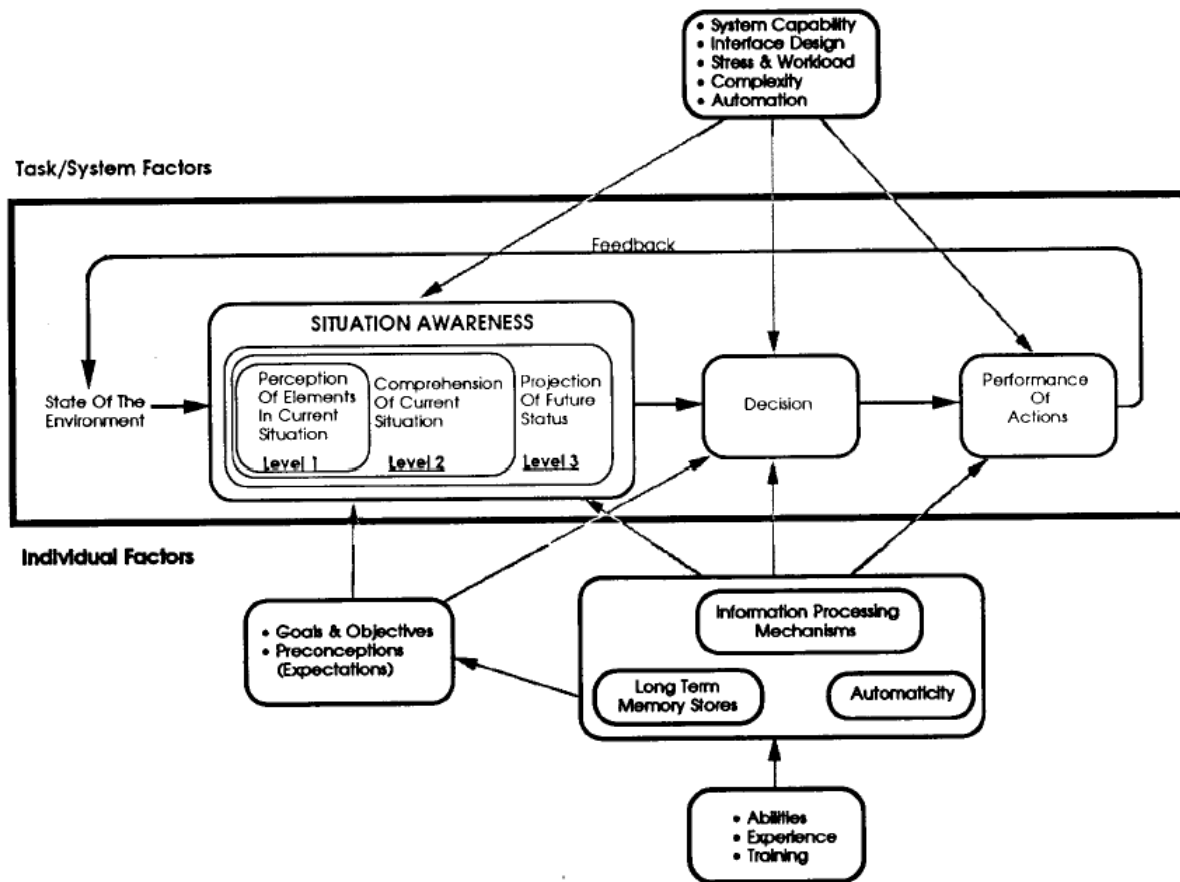 • System Capability
• Interface Design
• Stress & Workload
• Complexity
• Automation
Task/System Factors
Feedback
SITUATION AWARENESS
Perception
Of Elements
In Current
Situation
Level 1
Comprehension
Of Current
Situation
Level 2
Projection
Of Future
Status
Level 3
State Of The
Environment
Decision
Performance
Of
Actions
Individual Factors
• Goals & Objectives
• Preconceptions
(Expectations)
Information Processing
Mechanisms
Long Term
Memory Stores
Automaticity
• Abilities
• Experience
• Training